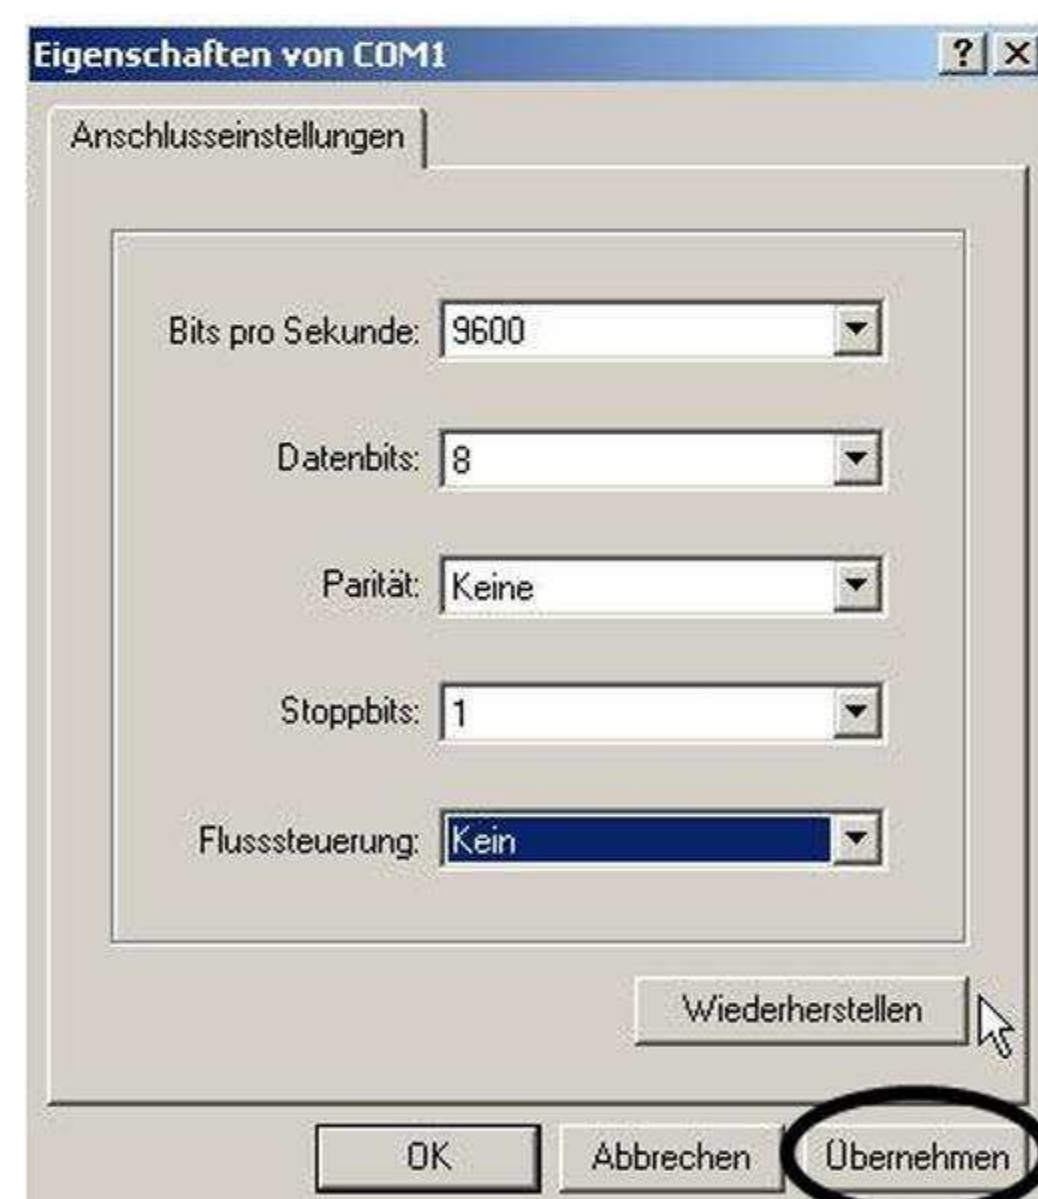 Eigenschaften von COM1
Anschlusseinstellungen
Bits pro Sekunde: 9600
Datenbits: 8
Parität: Keine
Stoppbits: 1
Flusssteuerung: Kein
Wiederherstellen
OK Abbrechen Übernehmen